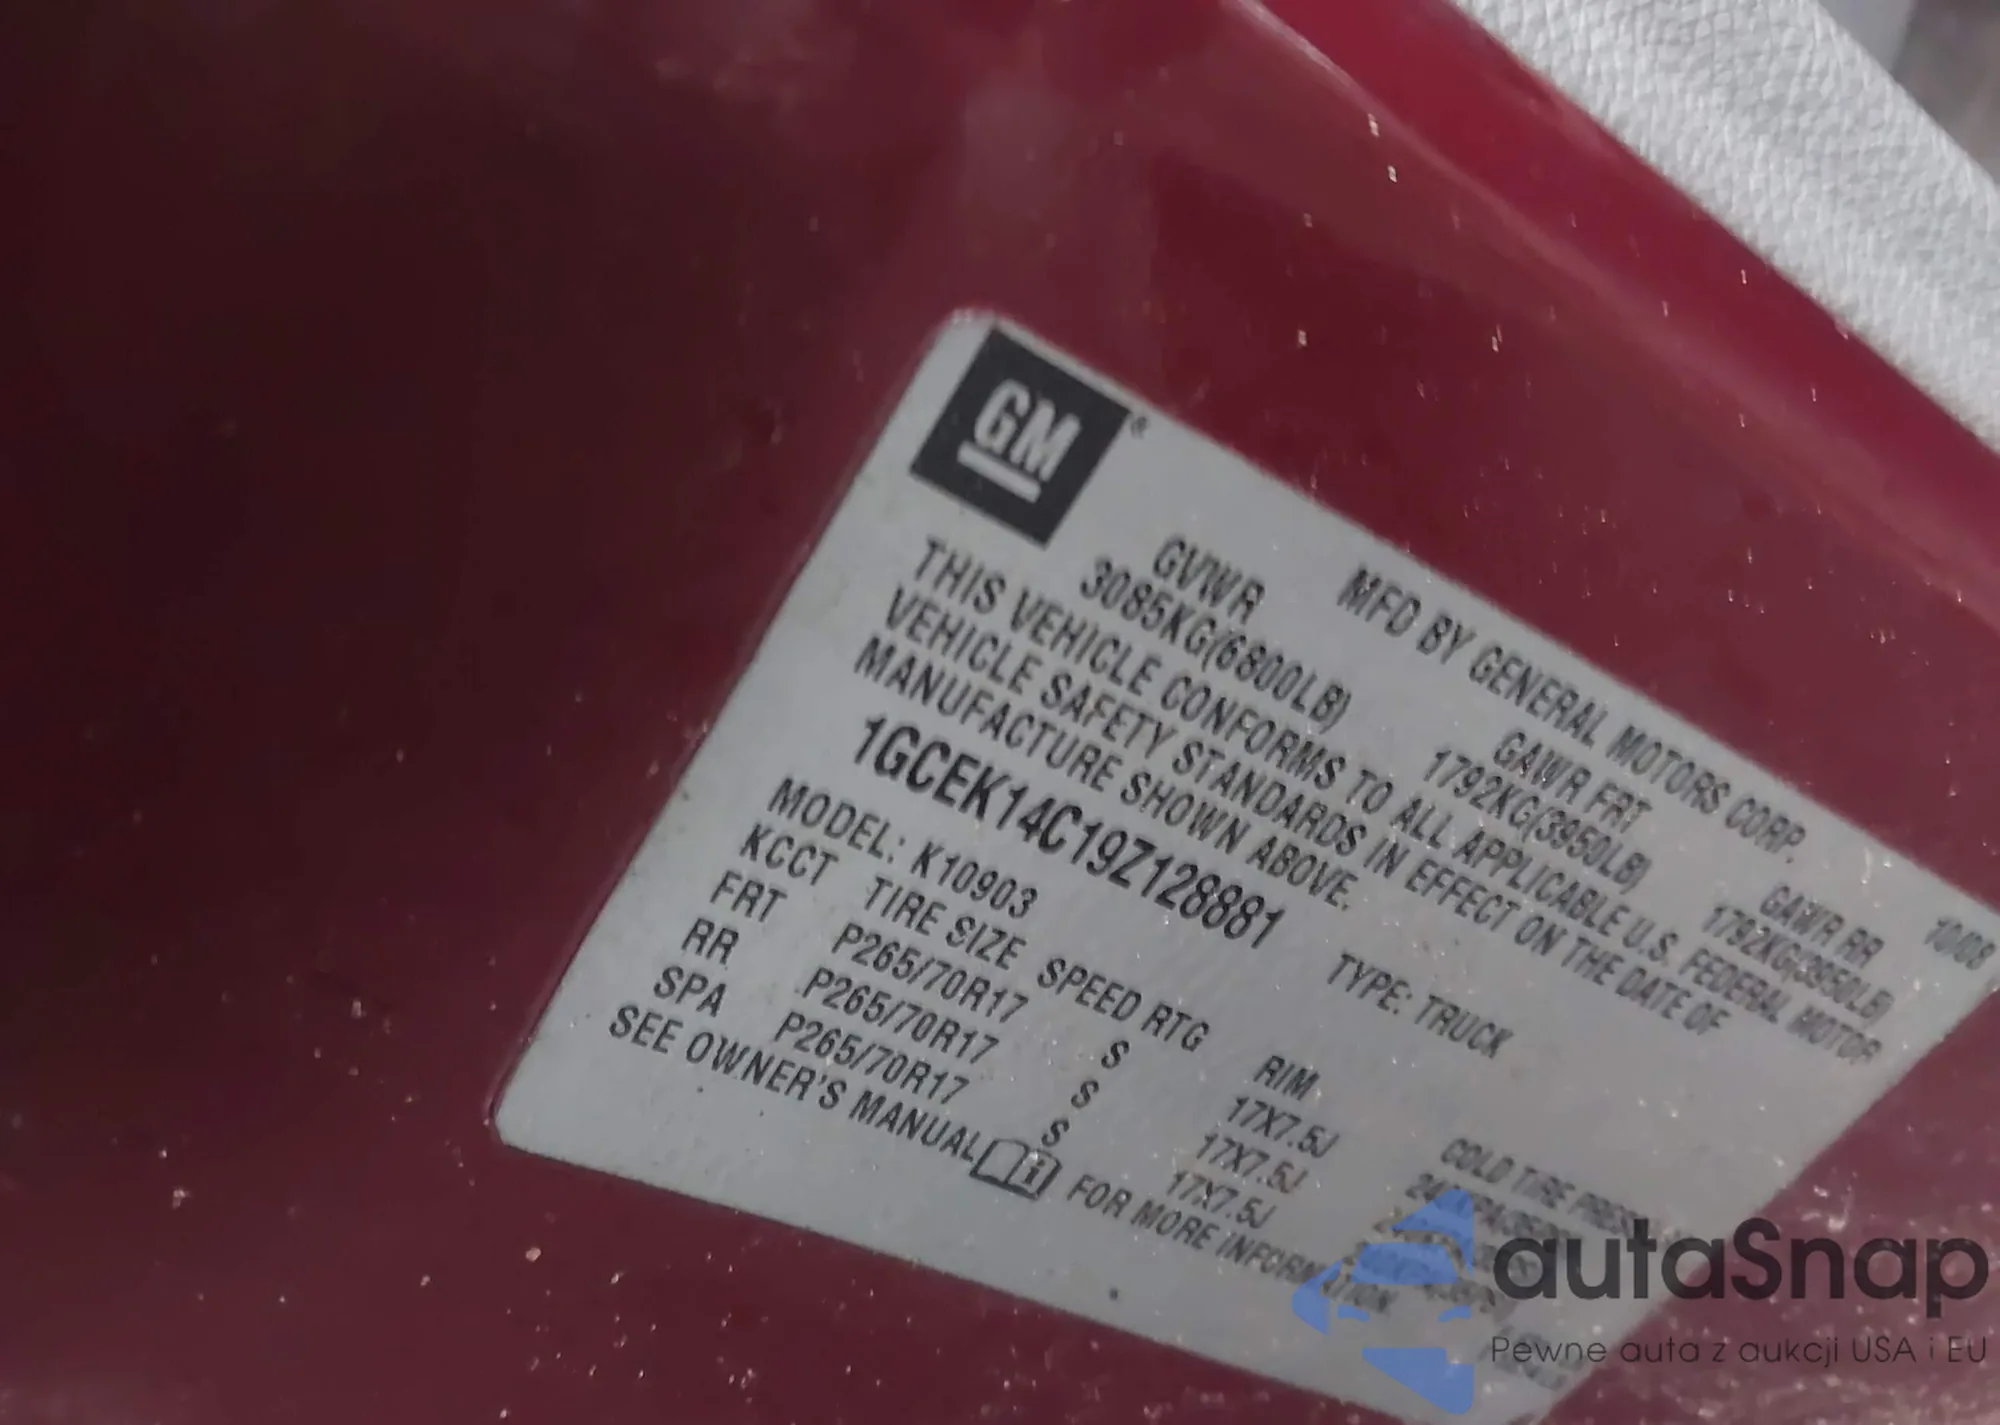 GM®
MFD BY GENERAL MOTORS CORP. 10/08
GVWR GAWR FRT GAWR RR
3085KG(6800LB) 1792KG(3950LB) 1792KG(3950LB)
THIS VEHICLE CONFORMS TO ALL APPLICABLE U.S. FEDERAL MOTOR
VEHICLE SAFETY STANDARDS IN EFFECT ON THE DATE OF
MANUFACTURE SHOWN ABOVE.
1GCEK14C19Z128881 TYPE: TRUCK
MODEL: K10903
KCCT TIRE SIZE SPEED RTG RIM COLD TIRE
FRT P265/70R17 S 17X7.5J
RR P265/70R17 S 17X7.5J
SPA P265/70R17 S 17X7.5J
SEE OWNER'S MANUAL FOR MORE INFORMATION
autaSnap
Pewne auta z aukcji USA i EU